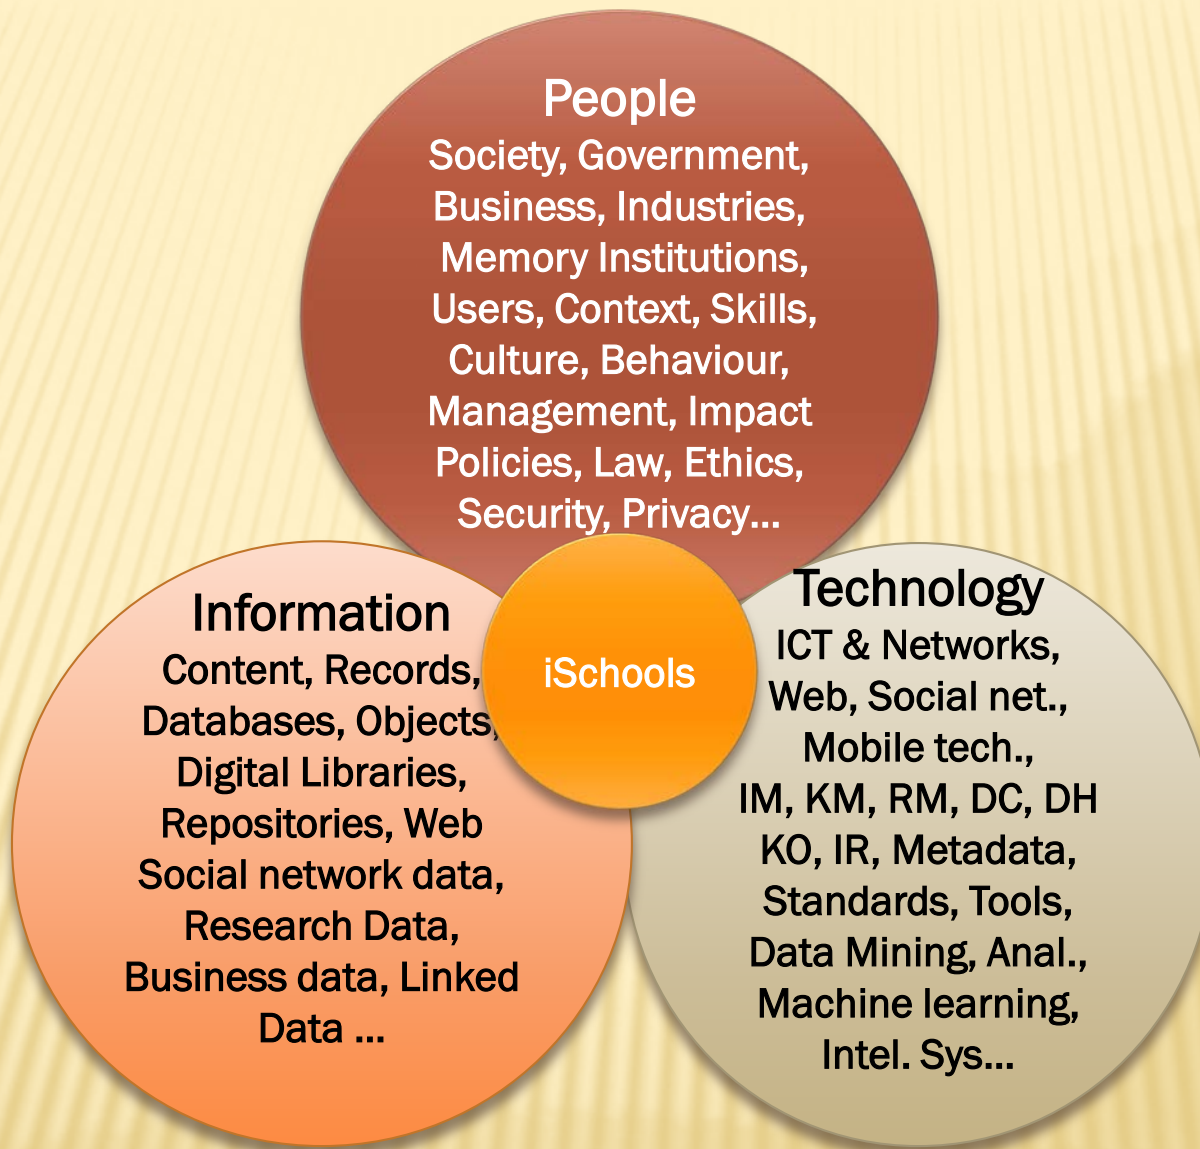 People
Society, Government,
Business, Industries,
Memory Institutions,
Users, Context, Skills,
Culture, Behaviour,
Management, Impact
Policies, Law, Ethics,
Security, Privacy...
Information
Content, Records,
Databases, Objects,
Digital Libraries,
Repositories, Web
Social network data,
Research Data,
Business data, Linked
Data ...
iSchools
Technology
ICT & Networks,
Web, Social net.,
Mobile tech.,
IM, KM, RM, DC, DH
KO, IR, Metadata,
Standards, Tools,
Data Mining, Anal.,
Machine learning,
Intel. Sys...